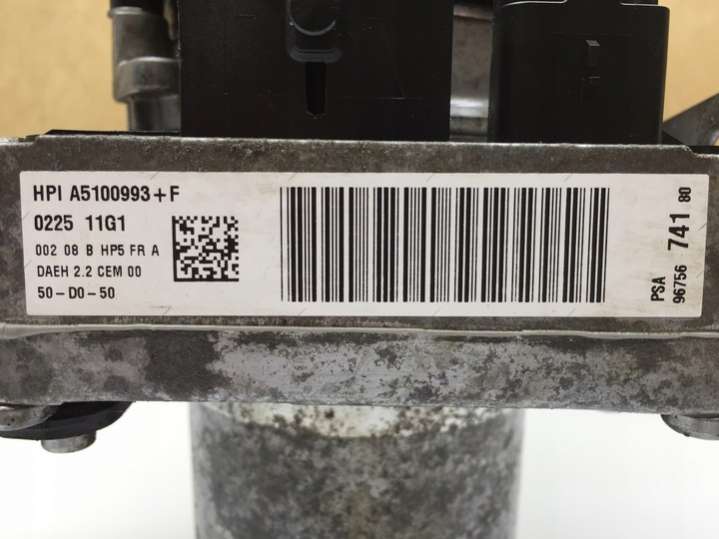 HPI A5100993+F
0225 11G1
002 08 B HP5 FR A
DAEH 2.2 CEM 00
50-D0-50
PSA
96756 741 80